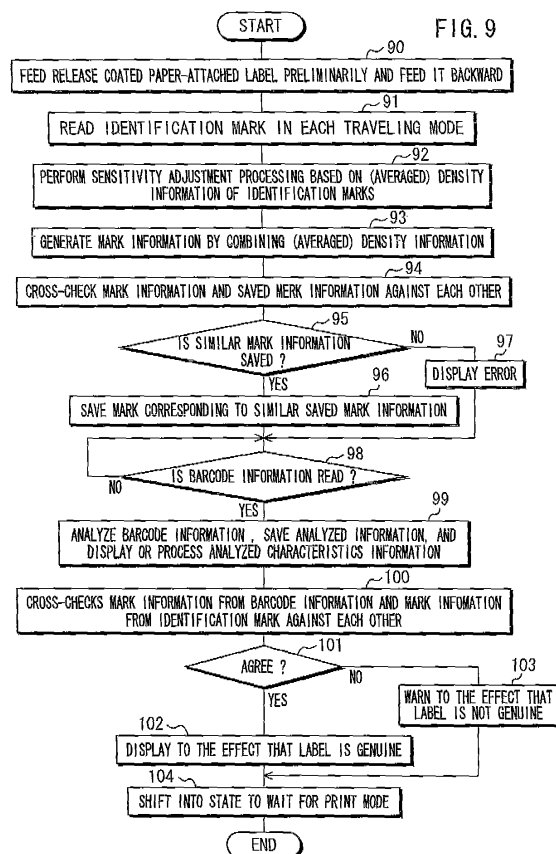 START
FIG. 9
90
FEED RELEASE COATED PAPER-ATTACHED LABEL PRELIMINARILY AND FEED IT BACKWARD
91
READ IDENTIFICATION MARK IN EACH TRAVELING MODE
92
PERFORM SENSITIVITY ADJUSTMENT PROCESSING BASED ON (AVERAGED) DENSITY
INFORMATION OF IDENTIFICATION MARKS
93
GENERATE MARK INFORMATION BY COMBINING (AVERAGED) DENSITY INFORMATION
94
CROSS-CHECK MARK INFORMATION AND SAVED MERK INFORMATION AGAINST EACH OTHER
95
IS SIMILAR MARK INFORMATION
SAVED ?
NO
97
DISPLAY ERROR
YES
96
SAVE MARK CORRESPONDING TO SIMILAR SAVED MARK INFORMATION
98
IS BARCODE INFORMATION READ ?
NO
YES
99
ANALYZE BARCODE INFORMATION , SAVE ANALYZED INFORMATION, AND
DISPLAY OR PROCESS ANALYZED CHARACTERISTICS INFORMATION
100
CROSS-CHECKS MARK INFORMATION FROM BARCODE INFORMATION AND MARK INFOMATION
FROM IDENTIFICATION MARK AGAINST EACH OTHER
101
AGREE ?
NO
103
WARN TO THE EFFECT THAT
LABEL IS NOT GENUINE
YES
102
DISPLAY TO THE EFFECT THAT LABEL IS GENUINE
104
SHIFT INTO STATE TO WAIT FOR PRINT MODE
END